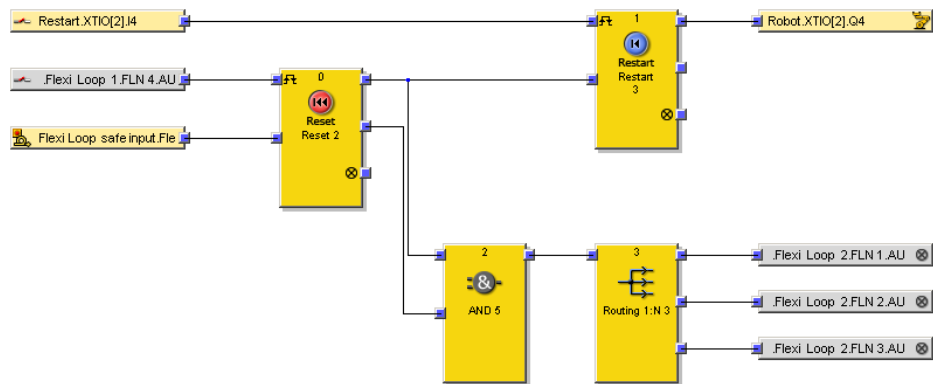 Restart.XTIO[2].I4
1
Restart
Restart
3
Robot.XTIO[2].Q4
.Flexi Loop 1.FLN 4.AU
0
Reset
Reset 2
Flexi Loop safe input.Fle
2
&
AND 5
3
Routing 1:N 3
.Flexi Loop 2.FLN 1.AU
.Flexi Loop 2.FLN 2.AU
.Flexi Loop 2.FLN 3.AU